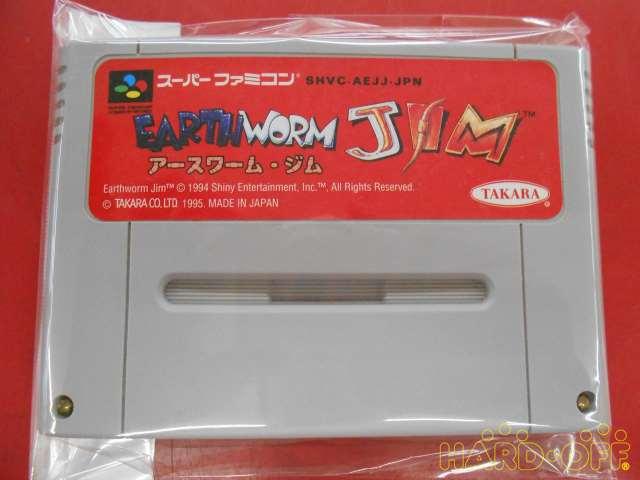 スーパーファミコン® SHVC-AEJJ-JPN
EARTHWORM JIM™
アースワーム・ジム
Earthworm Jim™ © 1994 Shiny Entertainment, Inc.™, All Rights Reserved.
© TAKARA CO.LTD. 1995. MADE IN JAPAN
TAKARA®
HARD-OFF